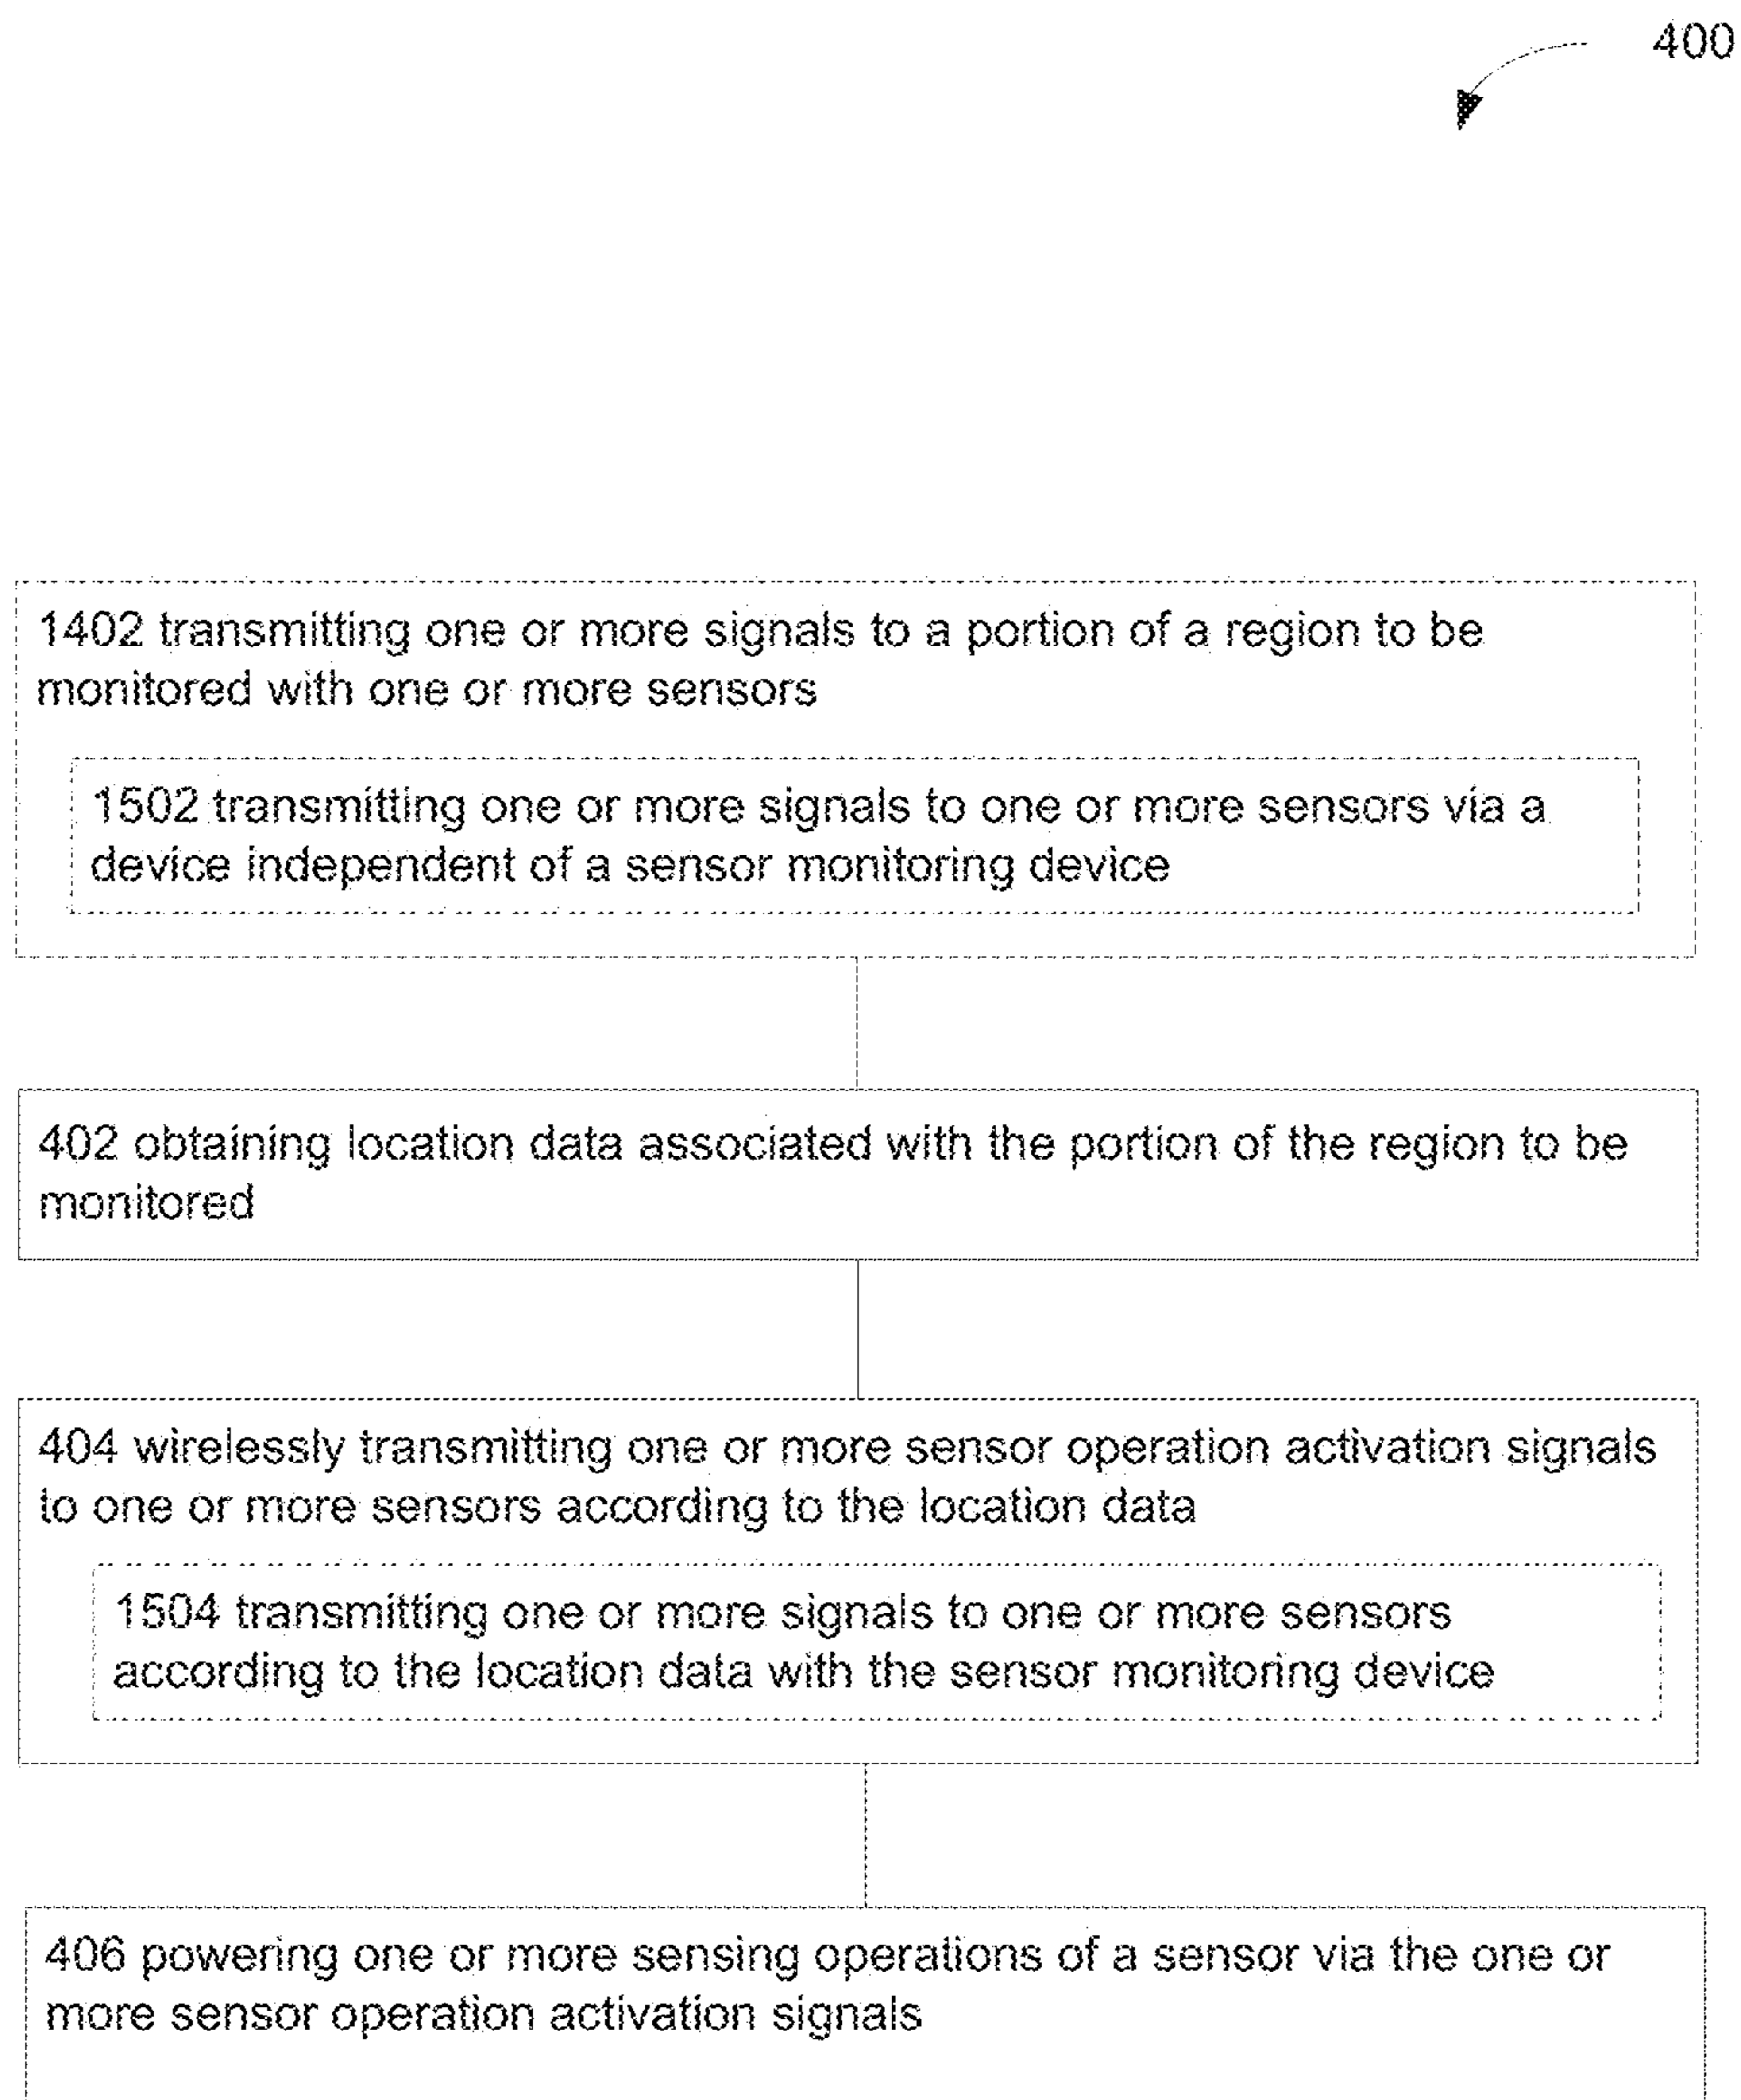 400
1402 transmitting one or more signals to a portion of a region to be
monitored with one or more sensors
1502 transmitting one or more signals to one or more sensors via a
device independent of a sensor monitoring device
402 obtaining location data associated with the portion of the region to be
monitored
404 wirelessly transmitting one or more sensor operation activation signals
to one or more sensors according to the location data
1504 transmitting one or more signals to one or more sensors
according to the location data with the sensor monitoring device
406 powering one or more sensing operations of a sensor via the one or
more sensor operation activation signals